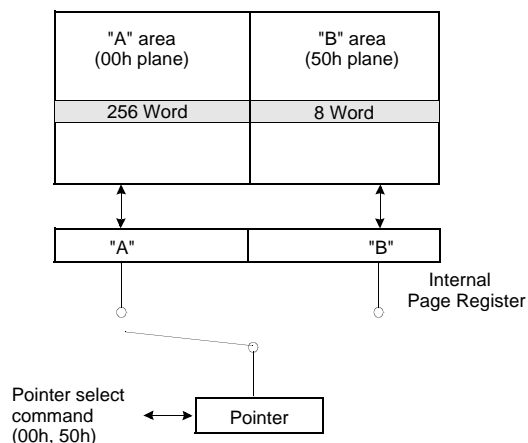 "A" area
(00h plane)
"B" area
(50h plane)
256 Word
8 Word
"A"
"B"
Internal
Page Register
Pointer select
command
(00h, 50h)
Pointer